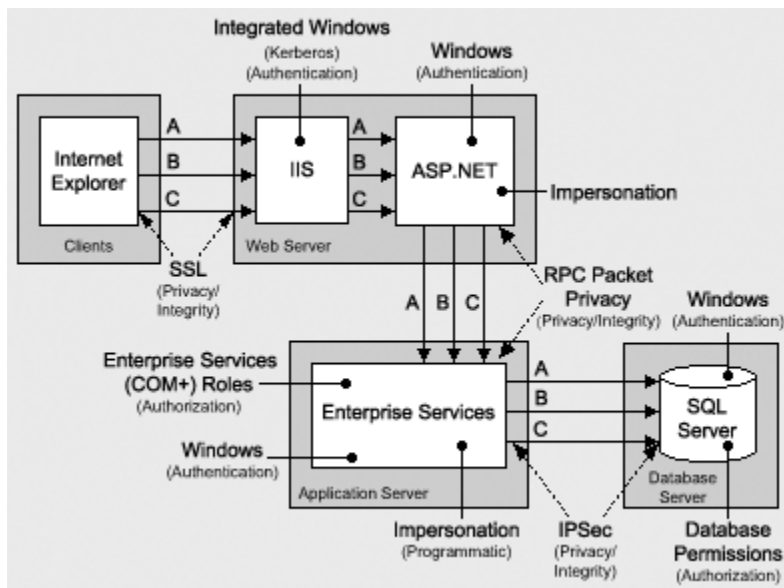 Integrated Windows
(Kerberos)
(Authentication)
Windows
(Authentication)
Internet
Explorer
A
B
C
IIS
A
B
C
ASP.NET
Impersonation
Clients
Web Server
SSL
(Privacy/
Integrity)
A B C
RPC Packet
Privacy
(Privacy/Integrity)
Windows
(Authentication)
Enterprise Services
(COM+) Roles
(Authorization)
Enterprise Services
A
B
C
SQL
Server
Windows
(Authentication)
Application Server
Database
Server
Impersonation
(Programmatic)
IPSec
(Privacy/
Integrity)
Database
Permissions
(Authorization)